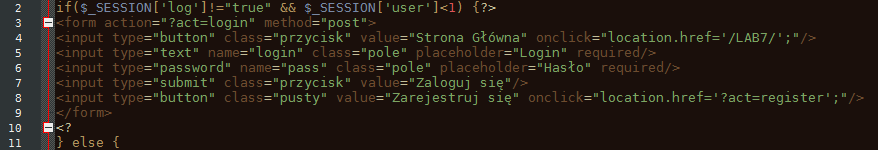 2 if($_SESSION['log']!="true" && $_SESSION['user']<1) {?>
3 <form action="?act=login" method="post">
4 <input type="button" class="przycisk" value="Strona Główna" onclick="location.href='/LAB7/';"/>
5 <input type="text" name="login" class="pole" placeholder="Login" required/>
6 <input type="password" name="pass" class="pole" placeholder="Hasło" required/>
7 <input type="submit" class="przycisk" value="Zaloguj się"/>
8 <input type="button" class="pusty" value="Zarejestruj się" onclick="location.href='?act=register';"/>
9 </form>
10 <?
11 } else {